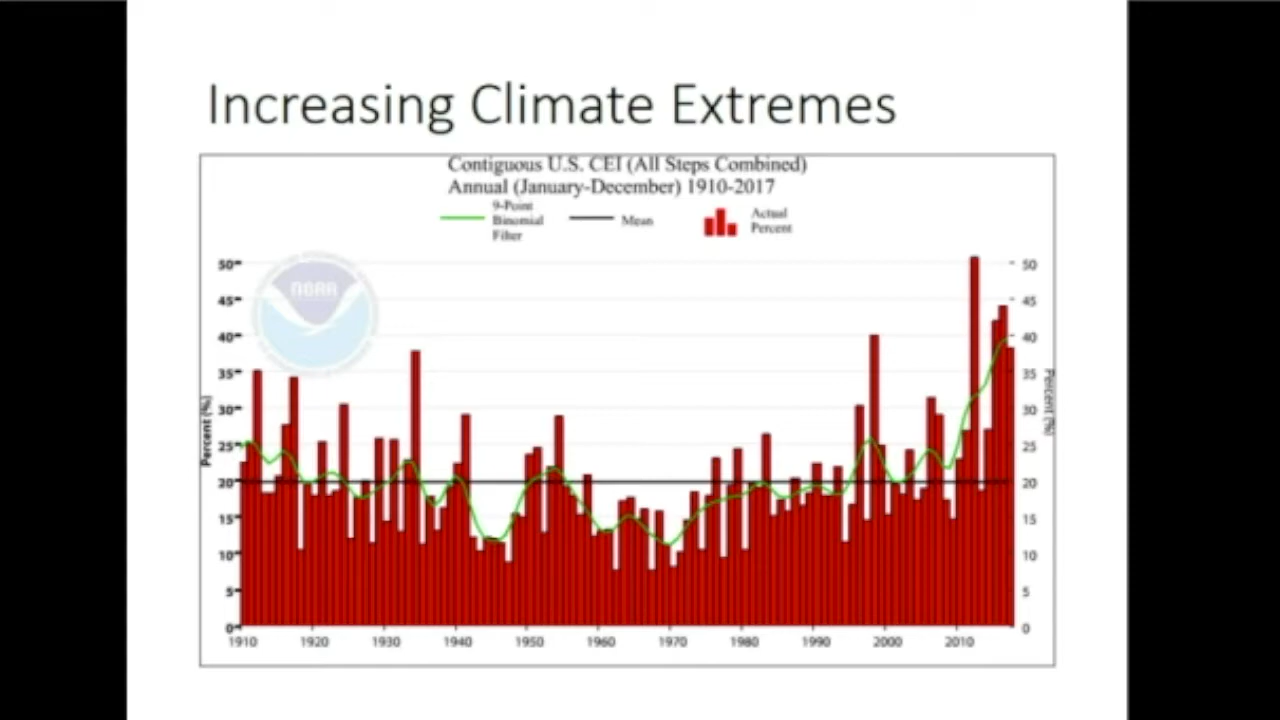 Increasing Climate Extremes
Contiguous U.S. CEI (All Steps Combined)
Annual (January-December) 1910-2017
9-Point
Binomial
Filter
Mean
Actual
Percent
noaa
50
45
40
35
30
25
20
15
10
5
0
Percent (%)
50
45
40
35
30
25
20
15
10
5
0
Percent (%)
1910
1920
1930
1940
1950
1960
1970
1980
1990
2000
2010